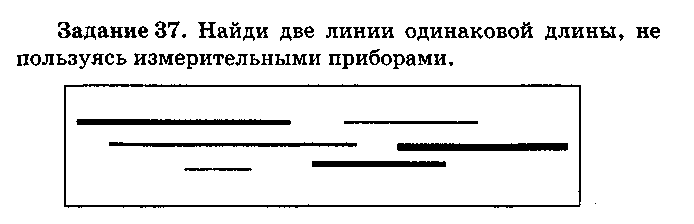 Задание 37. Найди две линии одинаковой длины, не
пользуясь измерительными приборами.